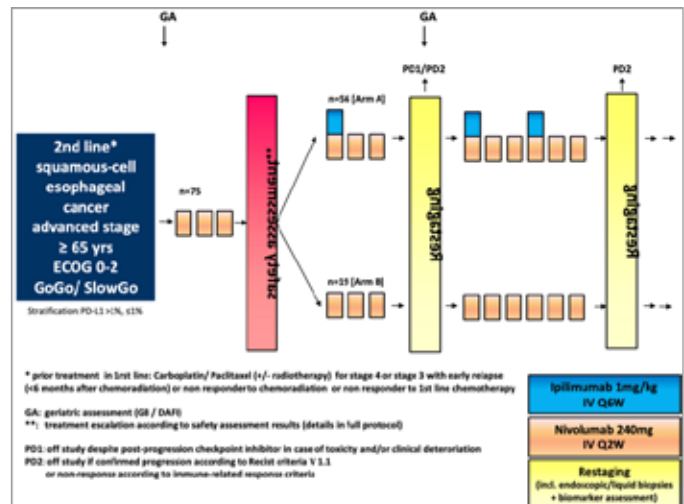 GA
GA
PD1/PD2
PD2
n=56 [Arm A]
2nd line*
squamous-cell
esophageal
cancer
advanced stage
≥ 65 yrs
ECOG 0-2
GoGo/ SlowGo
n=75
safety assessment**
Restaging
Restaging
n=19 [Arm B]
Stratification PD-L1 >1%, ≤1%
* prior treatment in 1rst line: Carboplatin/ Paclitaxel (+/- radiotherapy) for stage 4 or stage 3 with early relapse
(<6 months after chemoradiation) or non responder to chemoradiation or non responder to 1st line chemotherapy
GA: geriatric assessment (G8 / DAFI)
**: treatment escalation according to safety assessment results (details in full protocol)
PD1: off study despite post-progression checkpoint inhibitor in case of toxicity and/or clinical deterioriation
PD2: off study if confirmed progression according to Recist criteria V 1.1
or non-response according to immune-related response criteria
Ipilimumab 1mg/kg
IV Q6W
Nivolumab 240mg
IV Q2W
Restaging
(incl. endoscopic/liquid biopsies
+ biomarker assessment)